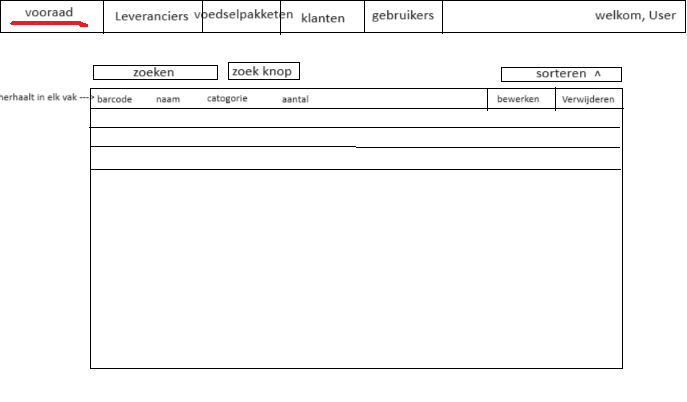 vooraad Leveranciers voedselpakketen klanten gebruikers welkom, User
zoeken zoek knop sorteren ^
herhaalt in elk vak ---> barcode naam catogorie aantal bewerken Verwijderen